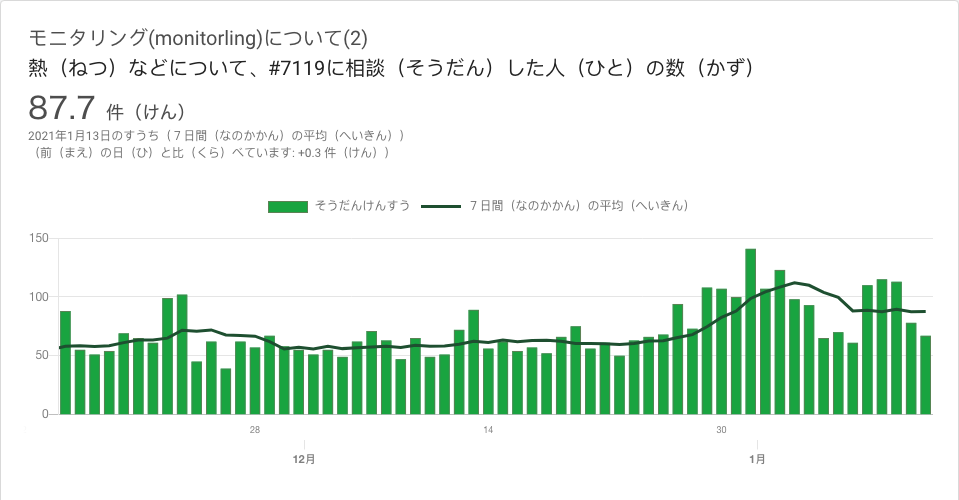 モニタリング(monitorling)について(2)
熱（ねつ）などについて、#7119に相談（そうだん）した人（ひと）の数（かず）
87.7 件（けん）
2021年1月13日のすうち（７日間（なのかかん）の平均（へいきん））
（前（まえ）の日（ひ）と比（くら）べています: +0.3 件（けん））
そうだんけんすう ７日間（なのかかん）の平均（へいきん）
150
100
50
0
28 14 30
12月 1月